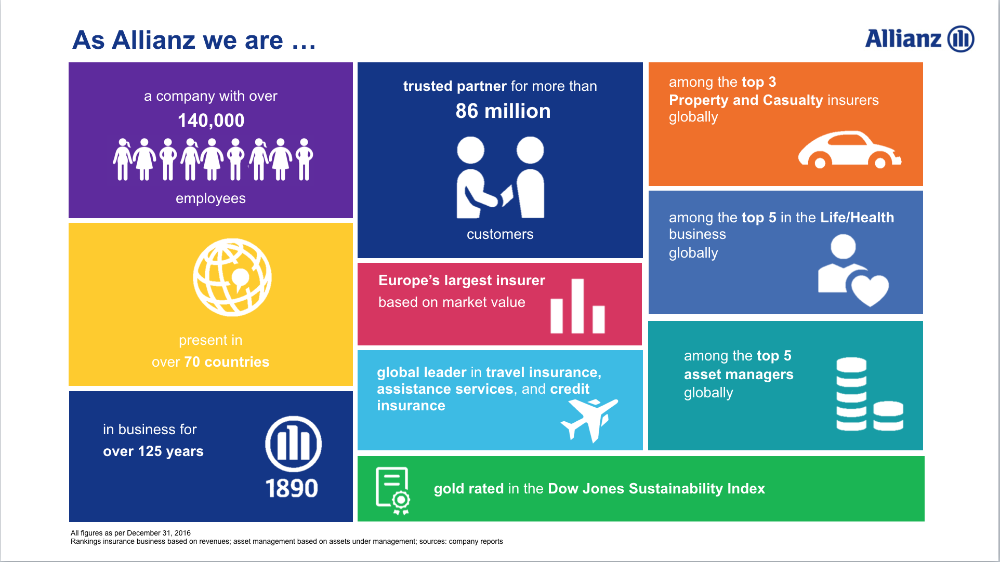 As Allianz we are …
Allianz
a company with over
140,000
employees
present in
over 70 countries
in business for
over 125 years
1890
trusted partner for more than
86 million
customers
Europe’s largest insurer
based on market value
global leader in travel insurance,
assistance services, and credit
insurance
among the top 3
Property and Casualty insurers
globally
among the top 5 in the Life/Health
business
globally
among the top 5
asset managers
globally
gold rated in the Dow Jones Sustainability Index
All figures as per December 31, 2016
Rankings insurance business based on revenues; asset management based on assets under management; sources: company reports